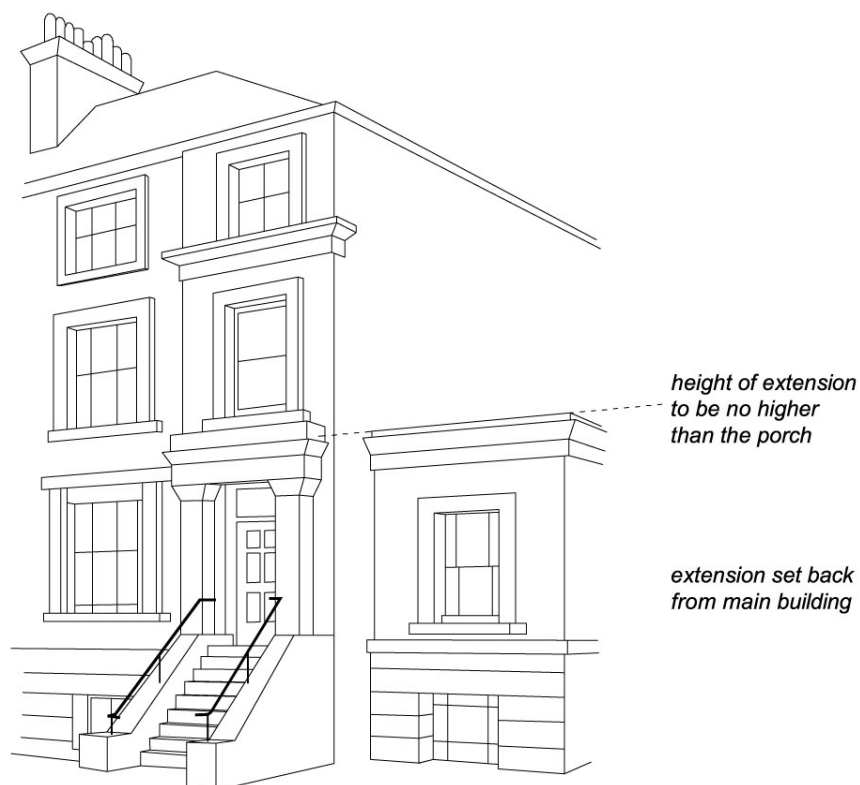 height of extension
to be no higher
than the porch
extension set back
from main building